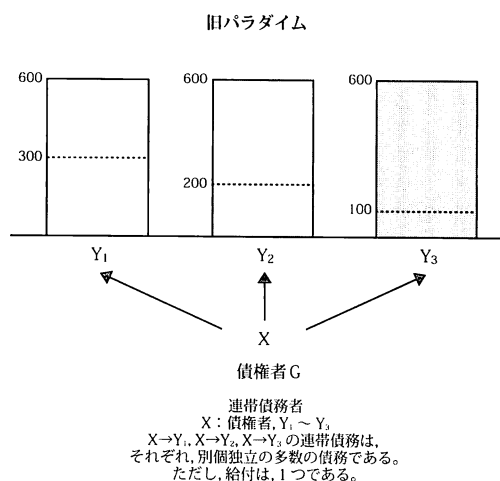 旧パラダイム
600 600 600
300
200
100
Y₁ Y₂ Y₃
X
債権者G
連帯債務者
X：債権者, Y₁ ～ Y₃
X→Y₁, X→Y₂, X→Y₃の連帯債務は,
それぞれ, 別個独立の多数の債務である。
ただし, 給付は, 1つである。